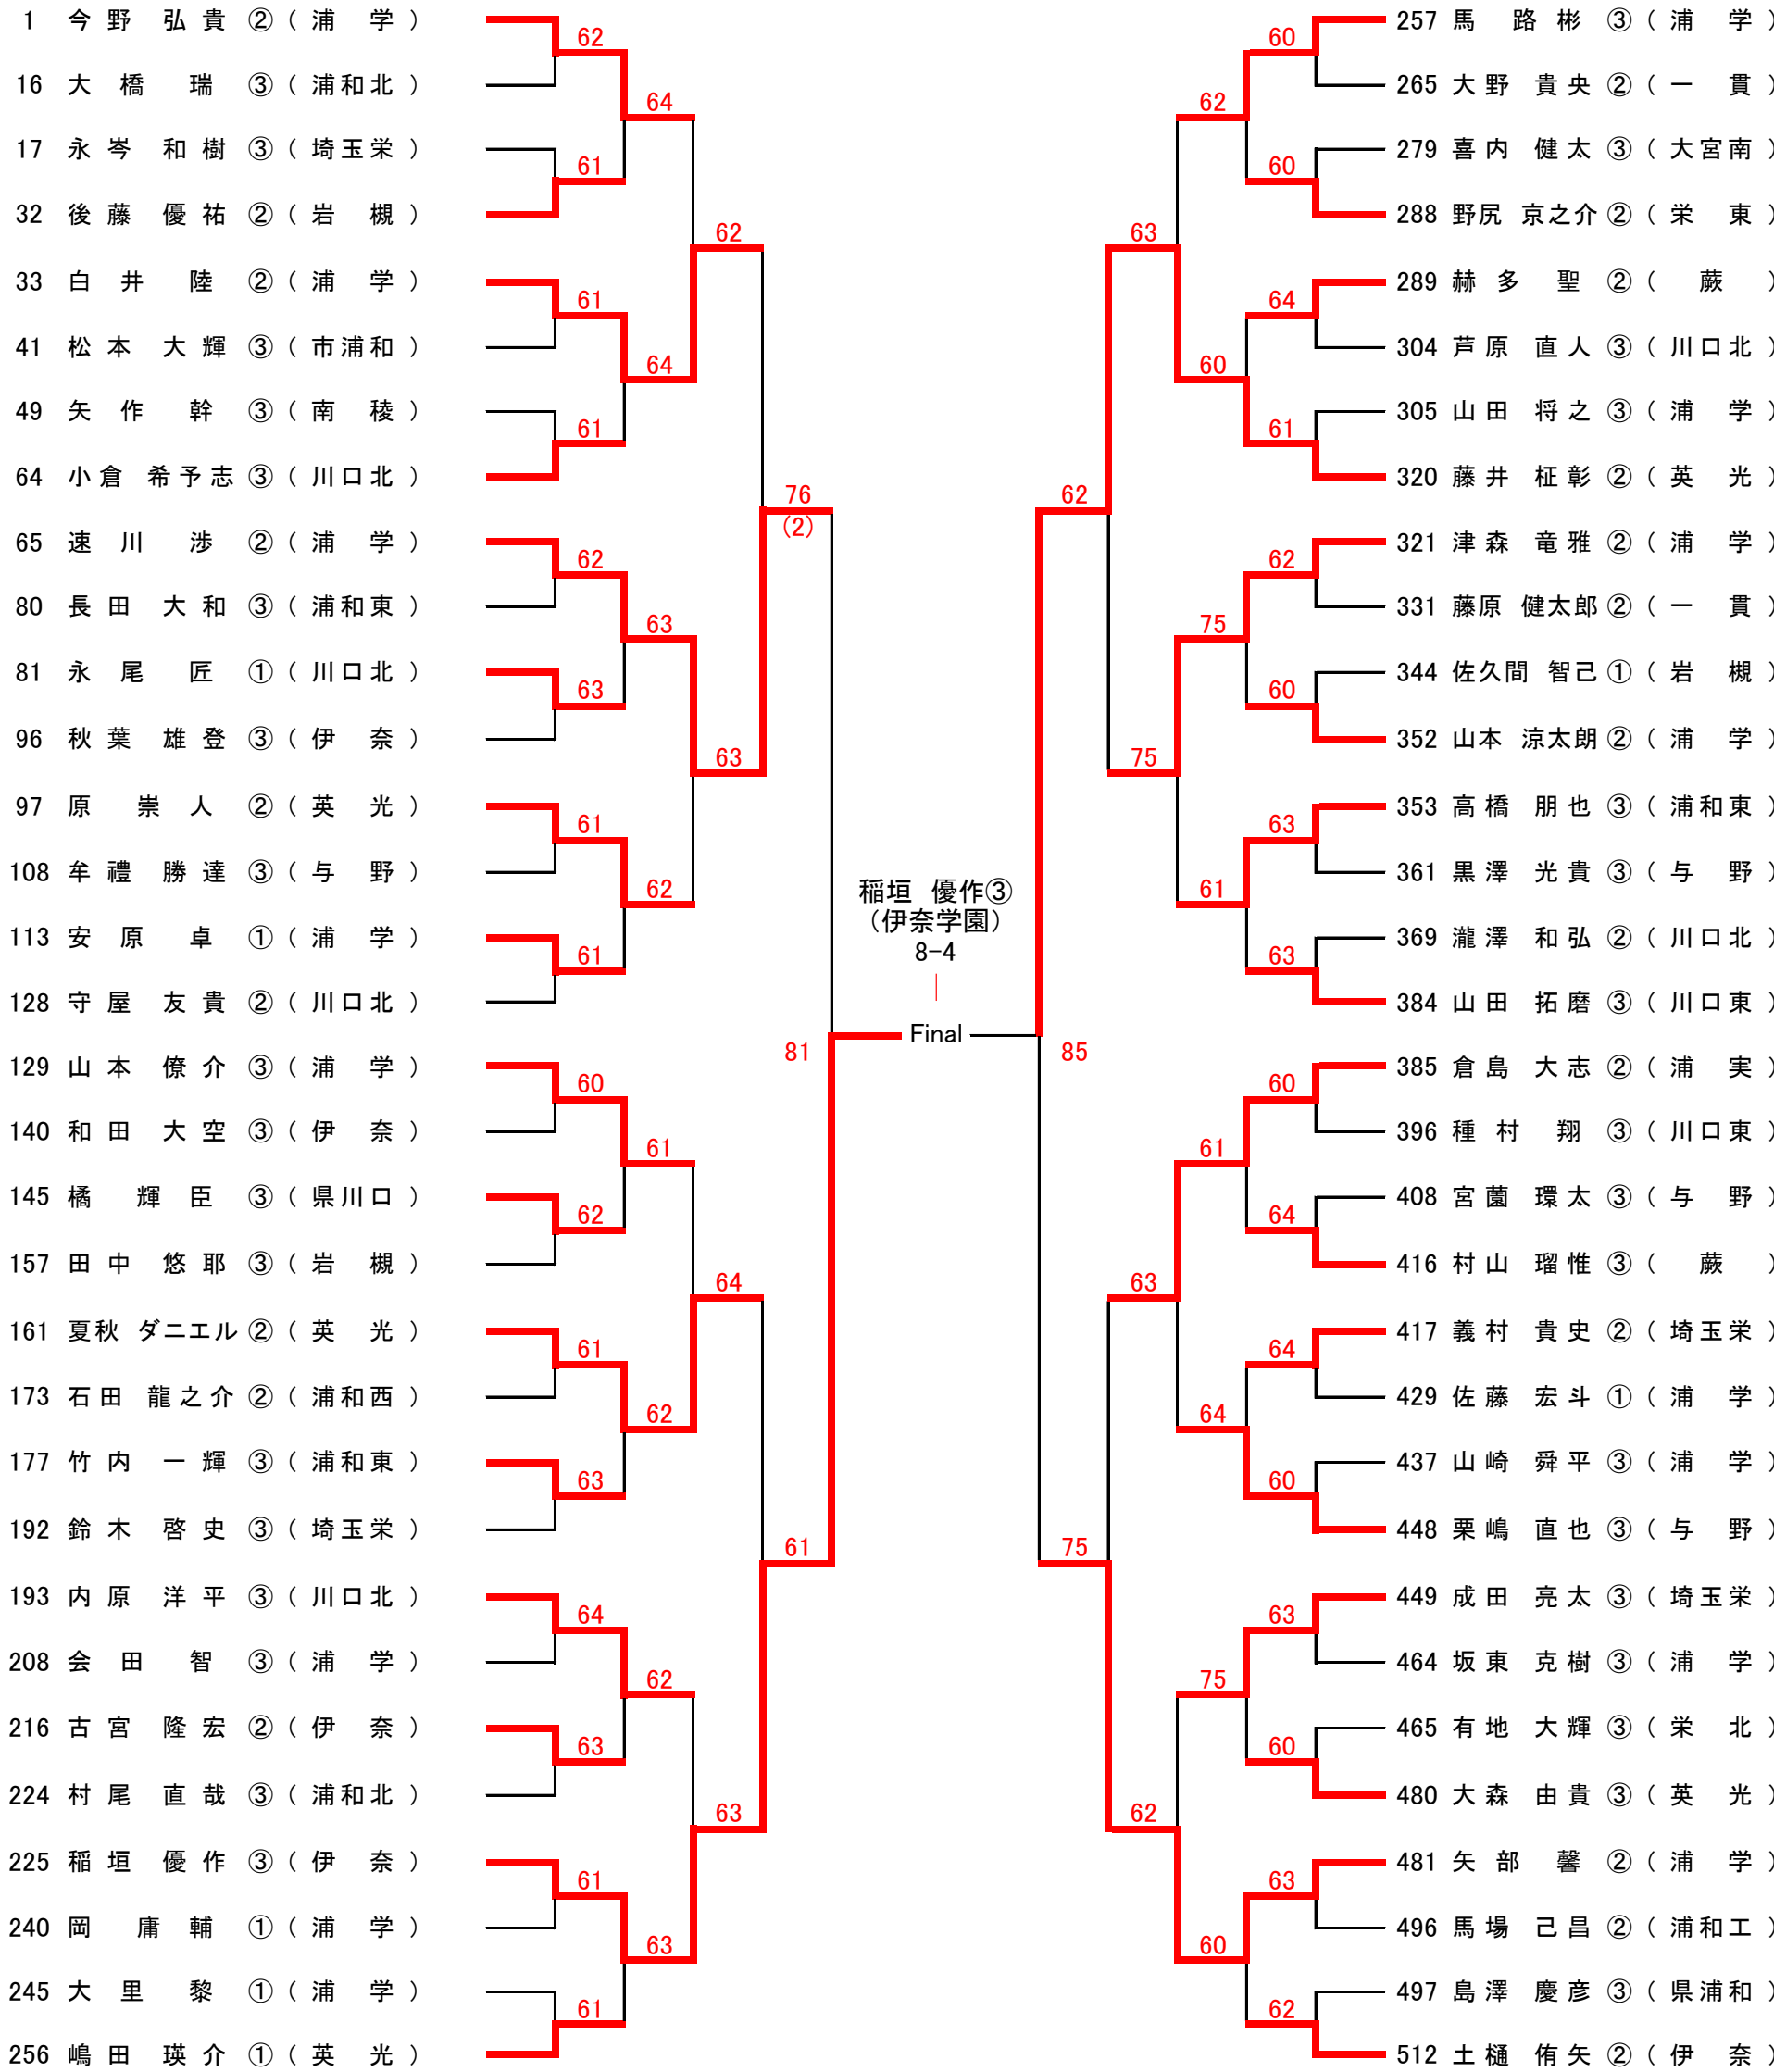 1 今野 弘貴 ② ( 浦 学 )
16 大橋 瑞 ③ ( 浦和北 )
17 永岑 和樹 ③ ( 埼玉栄 )
32 後藤 優祐 ② ( 岩 槻 )
33 白井 陸 ② ( 浦 学 )
41 松本 大輝 ③ ( 市浦和 )
49 矢作 幹 ③ ( 南 稜 )
64 小倉 希予志 ③ ( 川口北 )
65 速川 渉 ② ( 浦 学 )
80 長田 大和 ③ ( 浦和東 )
81 永尾 匠 ① ( 川口北 )
96 秋葉 雄登 ③ ( 伊 奈 )
97 原 崇人 ② ( 英 光 )
108 牟禮 勝達 ③ ( 与 野 )
113 安原 卓 ① ( 浦 学 )
128 守屋 友貴 ② ( 川口北 )
129 山本 僚介 ③ ( 浦 学 )
140 和田 大空 ③ ( 伊 奈 )
145 橘 輝臣 ③ ( 県川口 )
157 田中 悠耶 ③ ( 岩 槻 )
161 夏秋 ダニエル ② ( 英 光 )
173 石田 龍之介 ② ( 浦和西 )
177 竹内 一輝 ③ ( 浦和東 )
192 鈴木 啓史 ③ ( 埼玉栄 )
193 内原 洋平 ③ ( 川口北 )
208 会田 智 ③ ( 浦 学 )
216 古宮 隆宏 ② ( 伊 奈 )
224 村尾 直哉 ③ ( 浦和北 )
225 稲垣 優作 ③ ( 伊 奈 )
240 岡 庸輔 ① ( 浦 学 )
245 大里 黎 ① ( 浦 学 )
256 嶋田 瑛介 ① ( 英 光 )
62
61
61
61
62
63
61
61
60
62
61
63
64
63
61
61
64
64
63
62
61
62
62
63
62
63
64
63
76
(2)
61
81
稲垣 優作③
(伊奈学園)
8-4
Final
85
62
75
63
75
63
62
62
60
75
61
61
64
75
60
60
60
64
61
62
60
63
63
60
64
64
60
63
60
63
62
257 馬 路彬 ③ ( 浦 学 )
265 大野 貴央 ② ( 一 貫 )
279 喜内 健太 ③ ( 大宮南 )
288 野尻 京之介 ② ( 栄 東 )
289 赫多 聖 ② ( 蕨 )
304 芦原 直人 ③ ( 川口北 )
305 山田 将之 ③ ( 浦 学 )
320 藤井 柾彰 ② ( 英 光 )
321 津森 竜雅 ② ( 浦 学 )
331 藤原 健太郎 ② ( 一 貫 )
344 佐久間 智己 ① ( 岩 槻 )
352 山本 涼太朗 ② ( 浦 学 )
353 高橋 朋也 ③ ( 浦和東 )
361 黒澤 光貴 ③ ( 与 野 )
369 瀧澤 和弘 ② ( 川口北 )
384 山田 拓磨 ③ ( 川口東 )
385 倉島 大志 ② ( 浦 実 )
396 種村 翔 ③ ( 川口東 )
408 宮薗 環太 ③ ( 与 野 )
416 村山 瑠惟 ③ ( 蕨 )
417 義村 貴史 ② ( 埼玉栄 )
429 佐藤 宏斗 ① ( 浦 学 )
437 山崎 舜平 ③ ( 浦 学 )
448 栗嶋 直也 ③ ( 与 野 )
449 成田 亮太 ③ ( 埼玉栄 )
464 坂東 克樹 ③ ( 浦 学 )
465 有地 大輝 ③ ( 栄 北 )
480 大森 由貴 ③ ( 英 光 )
481 矢部 馨 ② ( 浦 学 )
496 馬場 己昌 ② ( 浦和工 )
497 島澤 慶彦 ③ ( 県浦和 )
512 土樋 侑矢 ② ( 伊 奈 )